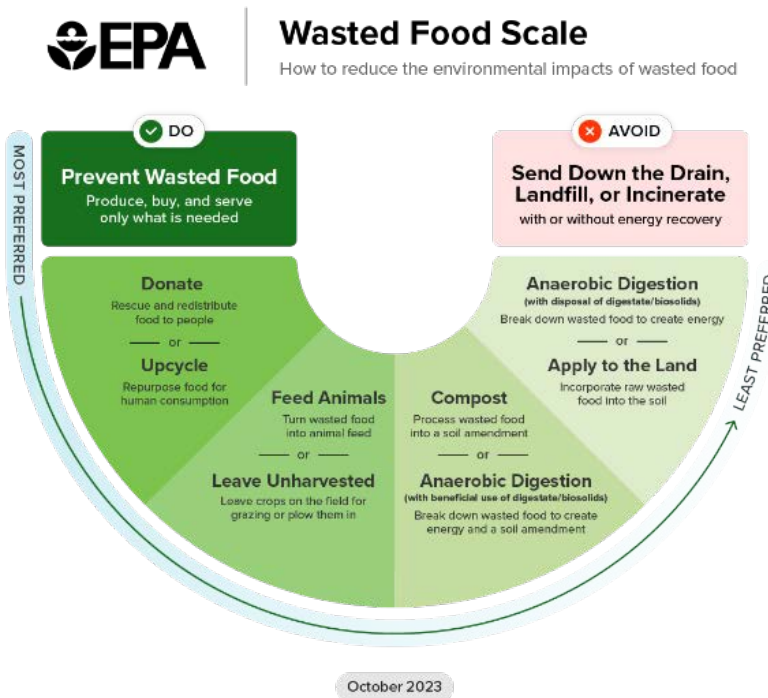 EPA
Wasted Food Scale
How to reduce the environmental impacts of wasted food
DO
MOST PREFERRED
Prevent Wasted Food
Produce, buy, and serve
only what is needed
Donate
Rescue and redistribute
food to people
or
Upcycle
Repurpose food for
human consumption
Feed Animals
Turn wasted food
into animal feed
or
Leave Unharvested
Leave crops on the field for
grazing or plow them in
Compost
Process wasted food
into a soil amendment
or
Anaerobic Digestion
(with beneficial use of digestate/biosolids)
Break down wasted food to create
energy and a soil amendment
Anaerobic Digestion
(with disposal of digestate/biosolids)
Break down wasted food to create energy
or
Apply to the Land
Incorporate raw wasted
food into the soil
LEAST PREFERRED
AVOID
Send Down the Drain,
Landfill, or Incinerate
with or without energy recovery
October 2023